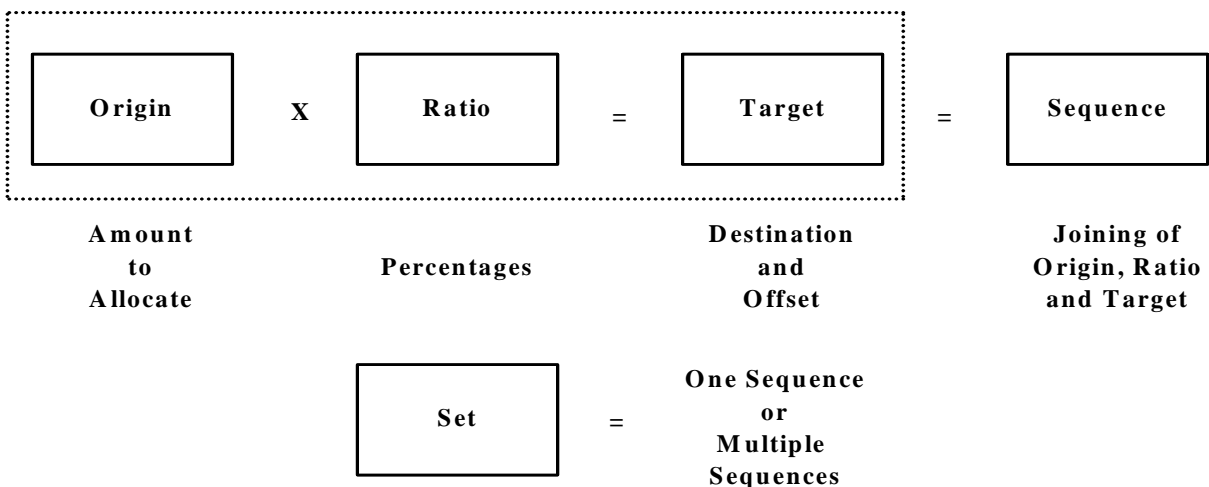 Origin X Ratio = Target = Sequence
Amount
to
Allocate
Percentages
Destination
and
Offset
Joining of
Origin, Ratio
and Target
Set =
One Sequence
or
Multiple
Sequences